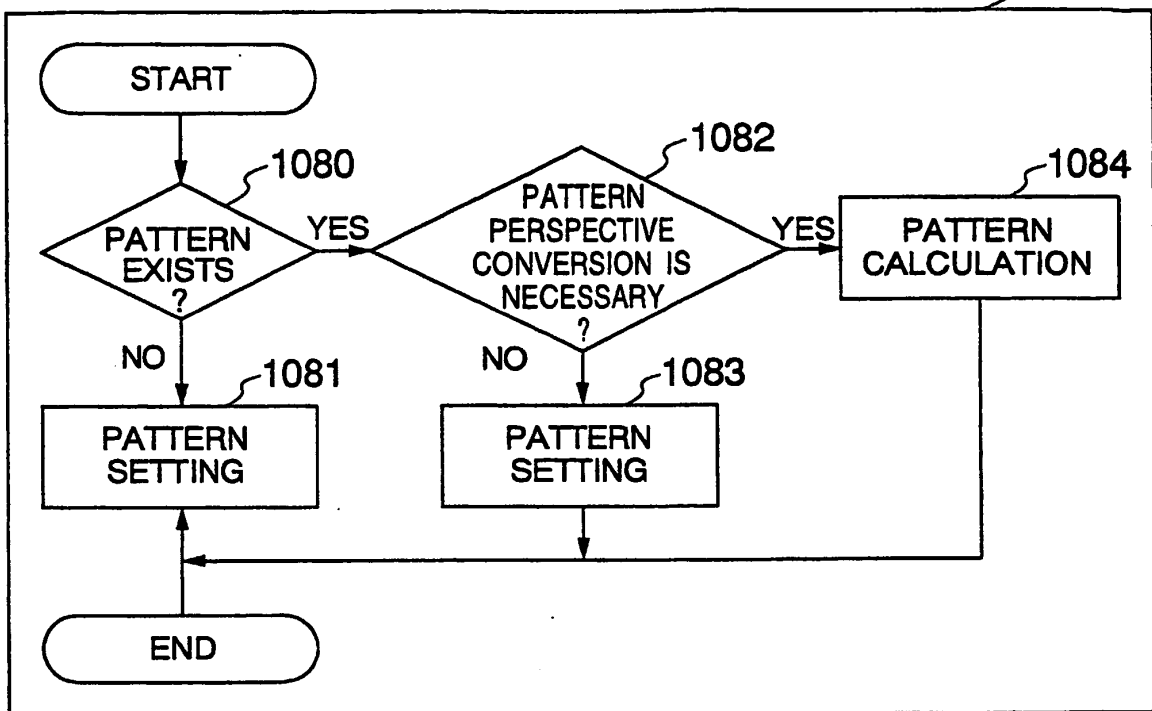 START
1080
PATTERN
EXISTS
?
YES
1082
PATTERN
PERSPECTIVE
CONVERSION IS
NECESSARY
?
YES
1084
PATTERN
CALCULATION
NO
1081
PATTERN
SETTING
NO
1083
PATTERN
SETTING
END